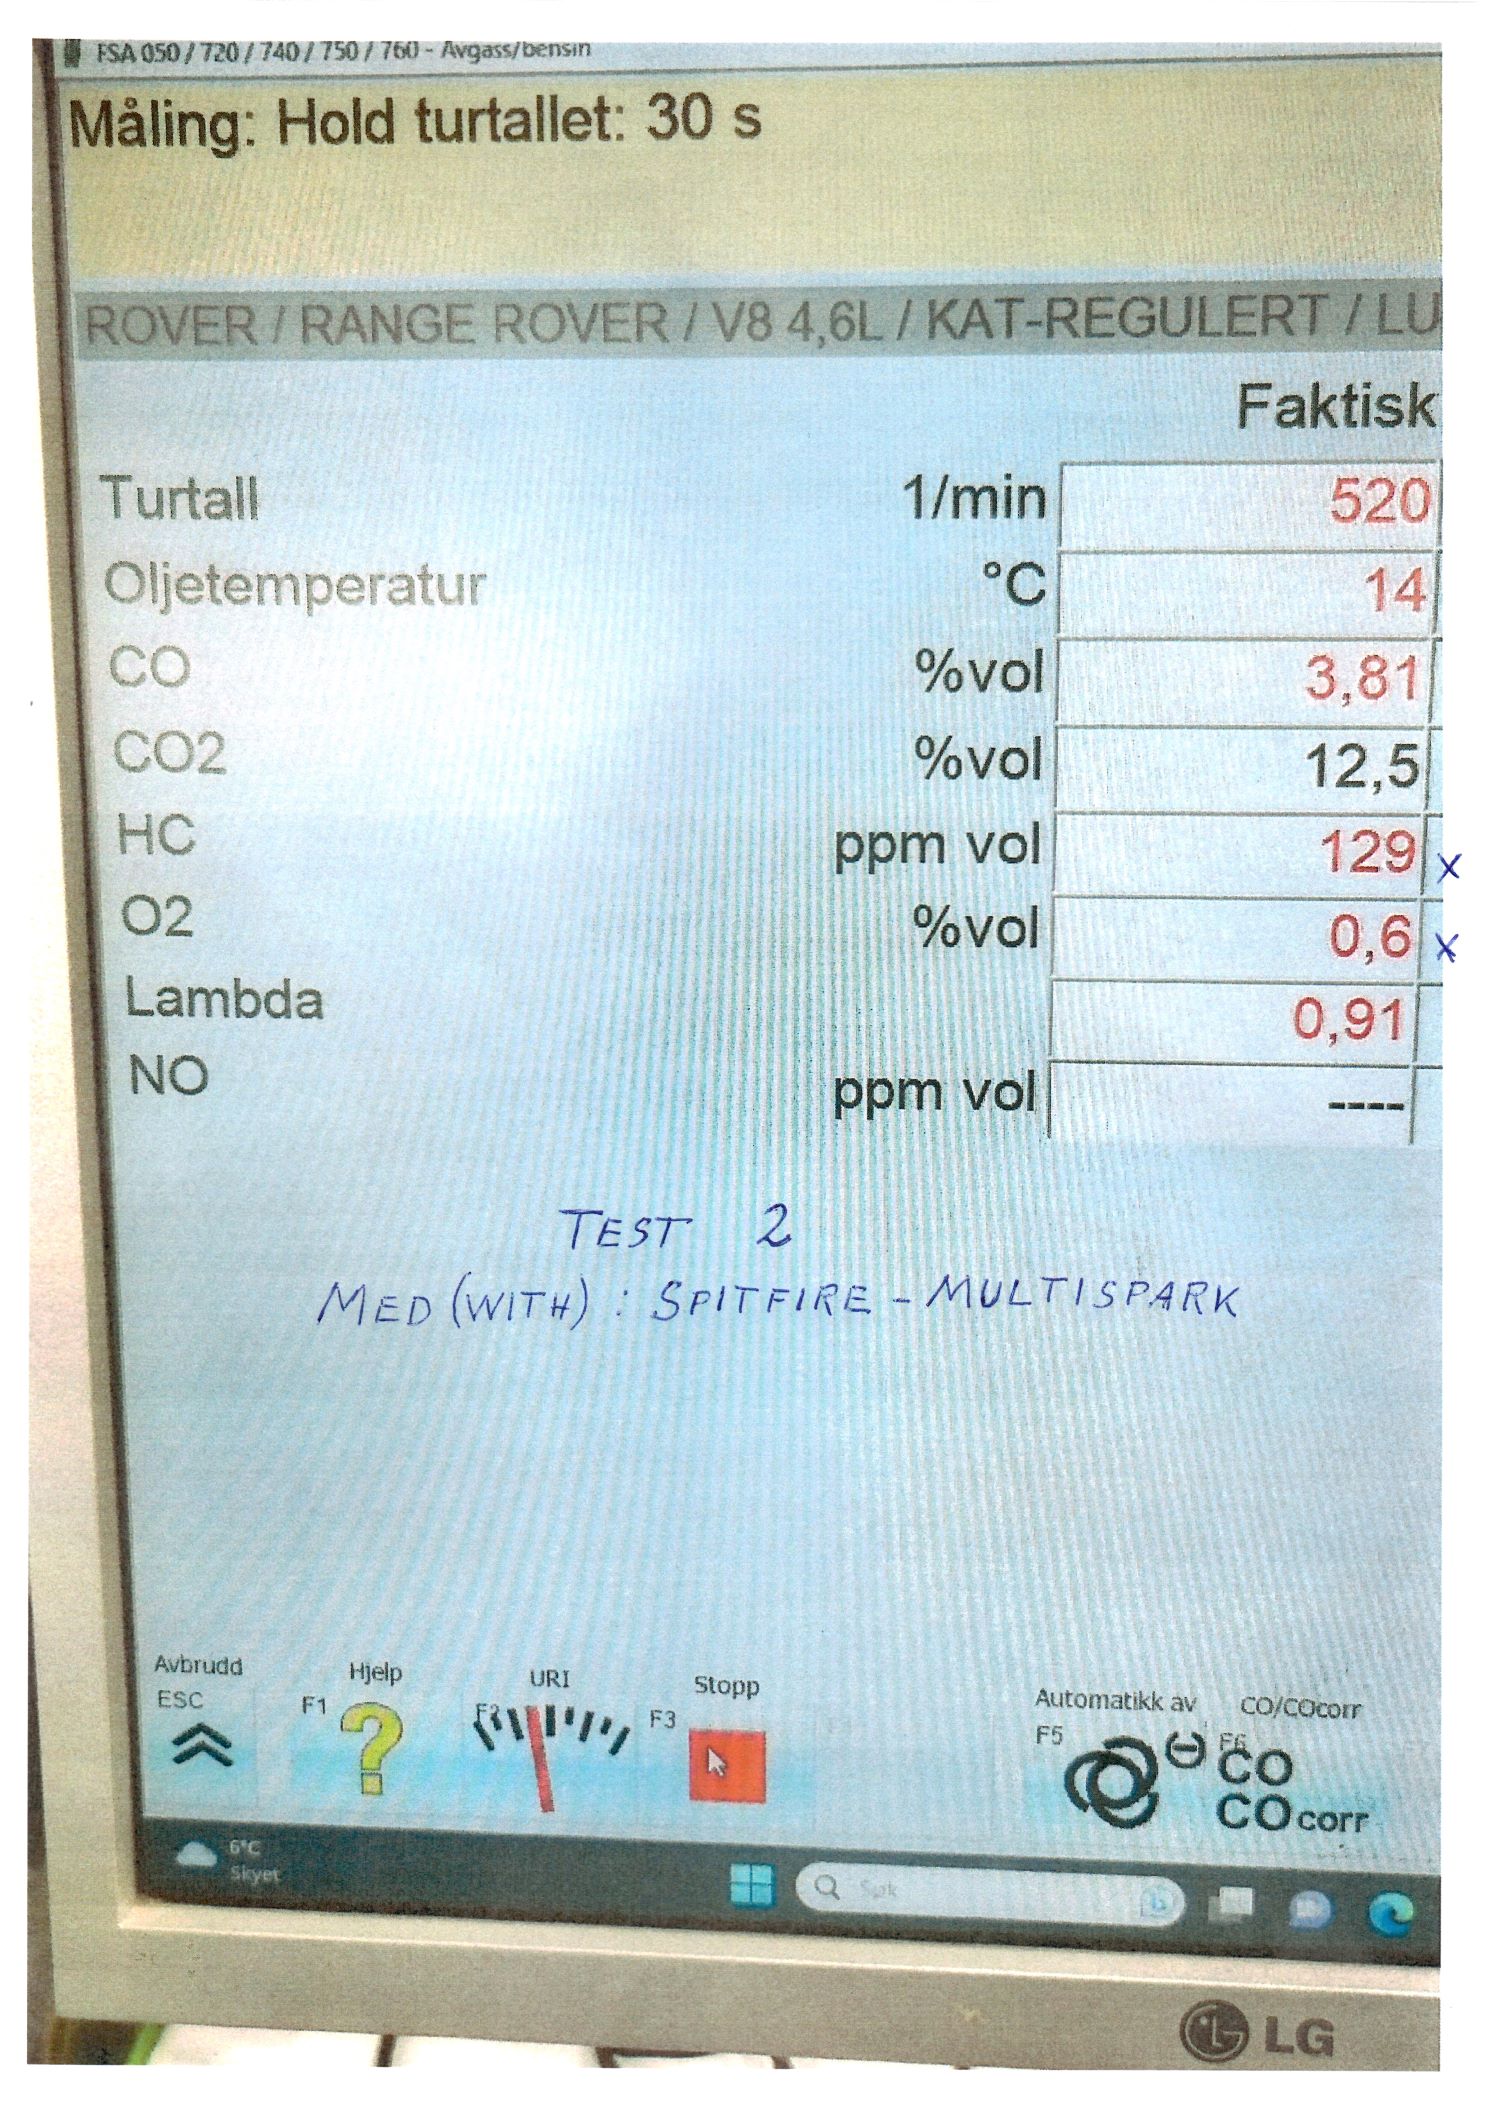 FSA 050 / 720 / 740 / 750 / 760 - Avgass/bensin
Måling: Hold turtallet: 30 s
ROVER / RANGE ROVER / V8 4,6L / KAT-REGULERT / LU
Faktisk
Turtall 1/min 520
Oljetemperatur °C 14
CO %vol 3,81
CO2 %vol 12,5
HC ppm vol 129 x
O2 %vol 0,6 x
Lambda 0,91
NO ppm vol ----
TEST 2
MED (WITH) : SPITFIRE - MULTISPARK
Avbrudd Hjelp URI Stopp Automatikk av CO/COcorr
ESC F1 ? F2 F3 F5 F6
CO
COcorr
6°C
Skyet
Søk
LG